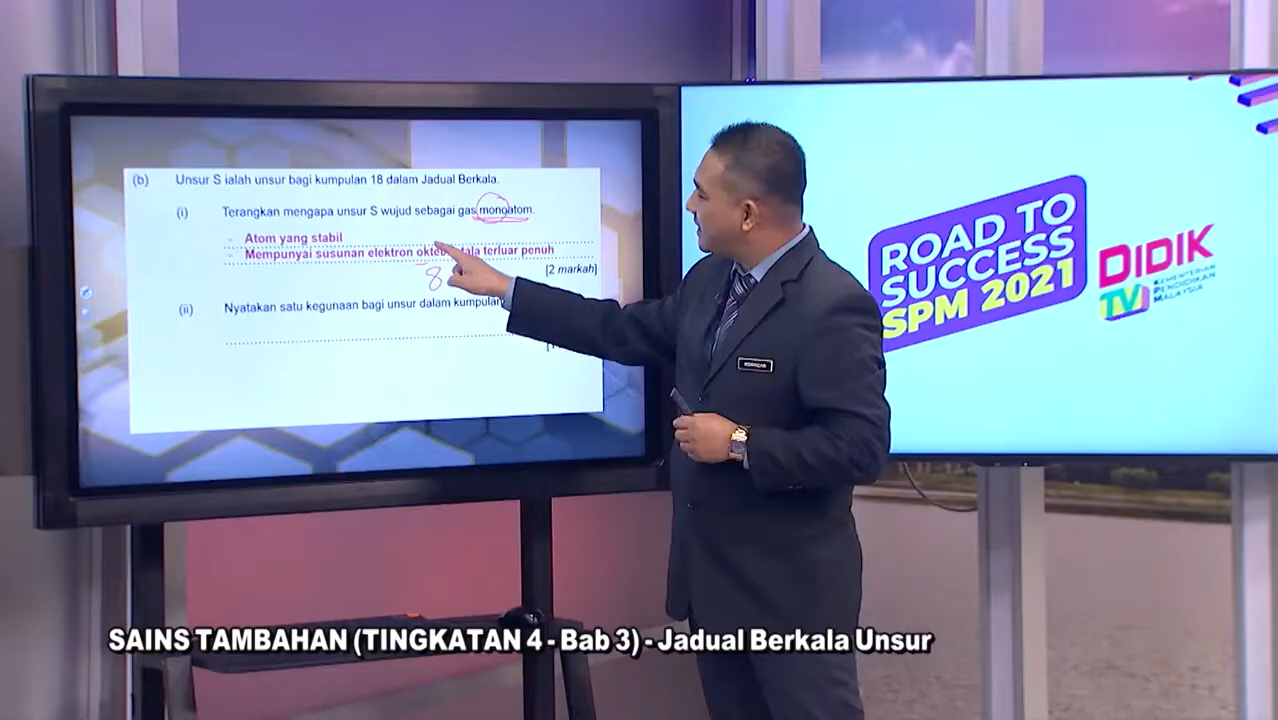 (b) Unsur S ialah unsur bagi kumpulan 18 dalam Jadual Berkala.
(i) Terangkan mengapa unsur S wujud sebagai gas monoatom.
- Atom yang stabil
- Mempunyai susunan elektron oktet terluar penuh
8
[2 markah]
(ii) Nyatakan satu kegunaan bagi unsur dalam kumpulan
ROAD TO
SUCCESS
SPM 2021
DIDIK
TV
KEMENTERIAN
PENDIDIKAN
MALAYSIA
SAINS TAMBAHAN (TINGKATAN 4 - Bab 3) - Jadual Berkala Unsur